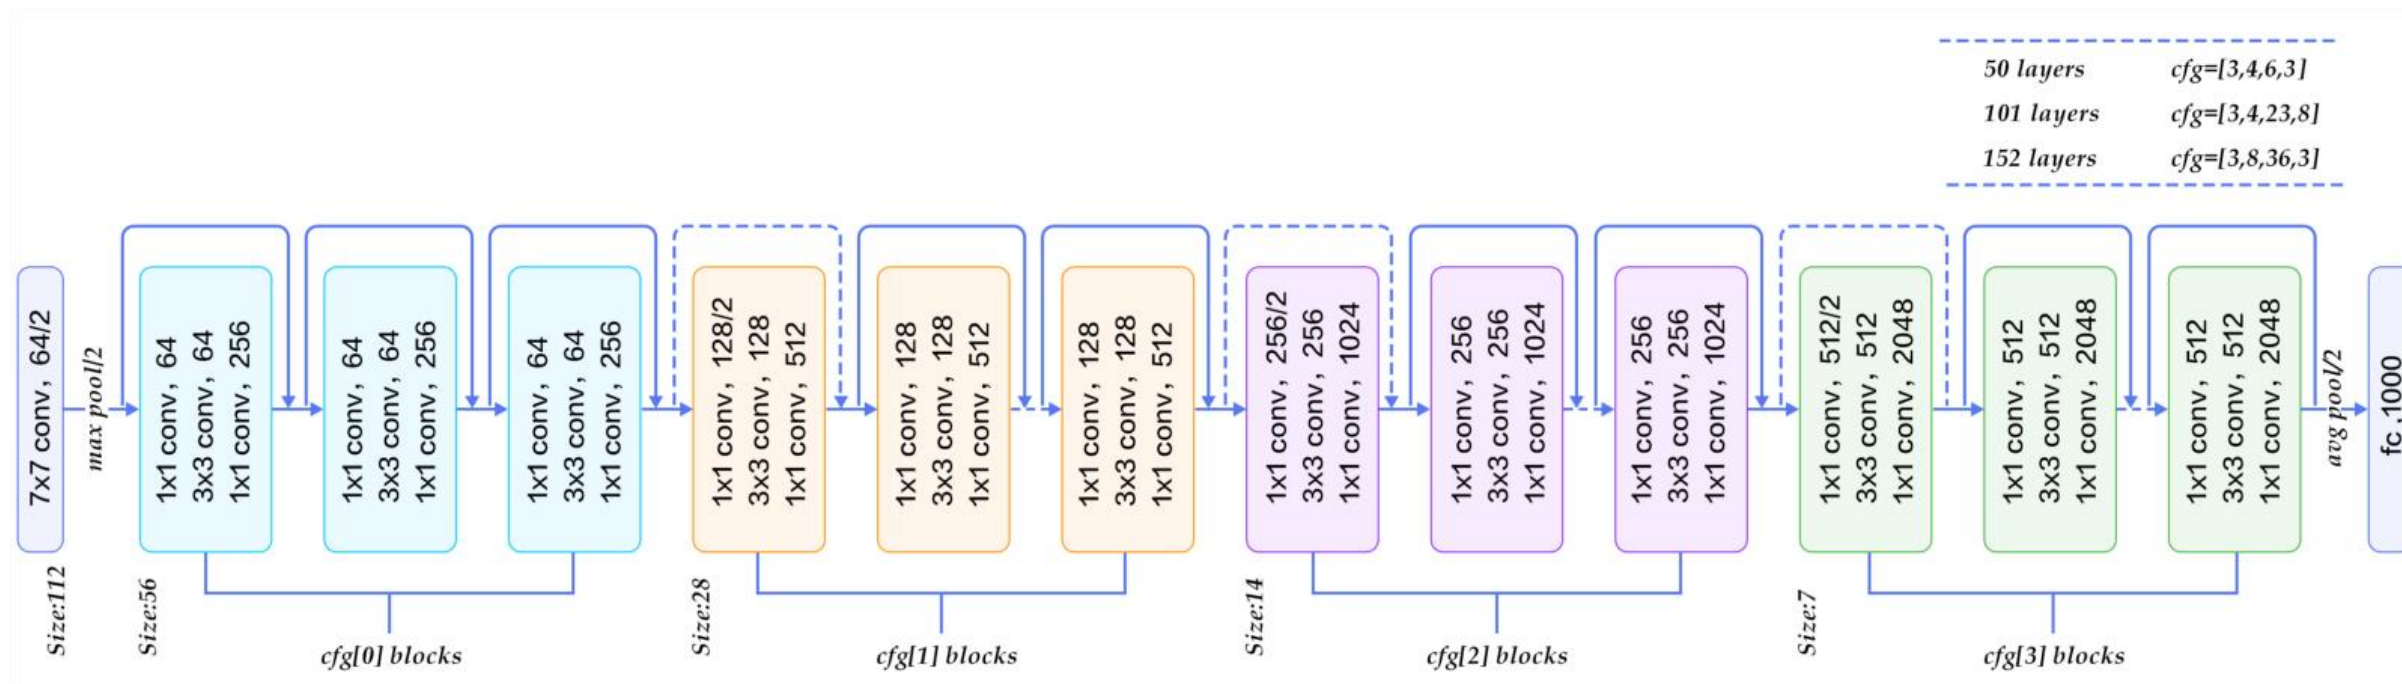 50 layers cfg=[3,4,6,3]
101 layers cfg=[3,4,23,8]
152 layers cfg=[3,8,36,3]
7x7 conv, 64/2
max pool/2
1x1 conv, 64
3x3 conv, 64
1x1 conv, 256
1x1 conv, 64
3x3 conv, 64
1x1 conv, 256
1x1 conv, 64
3x3 conv, 64
1x1 conv, 256
1x1 conv, 128/2
3x3 conv, 128
1x1 conv, 512
1x1 conv, 128
3x3 conv, 128
1x1 conv, 512
1x1 conv, 128
3x3 conv, 128
1x1 conv, 512
1x1 conv, 256/2
3x3 conv, 256
1x1 conv, 1024
1x1 conv, 256
3x3 conv, 256
1x1 conv, 1024
1x1 conv, 256
3x3 conv, 256
1x1 conv, 1024
1x1 conv, 512/2
3x3 conv, 512
1x1 conv, 2048
1x1 conv, 512
3x3 conv, 512
1x1 conv, 2048
1x1 conv, 512
3x3 conv, 512
1x1 conv, 2048
avg pool/2
fc, 1000
Size:112
Size:56
Size:28
Size:14
Size:7
cfg[0] blocks
cfg[1] blocks
cfg[2] blocks
cfg[3] blocks